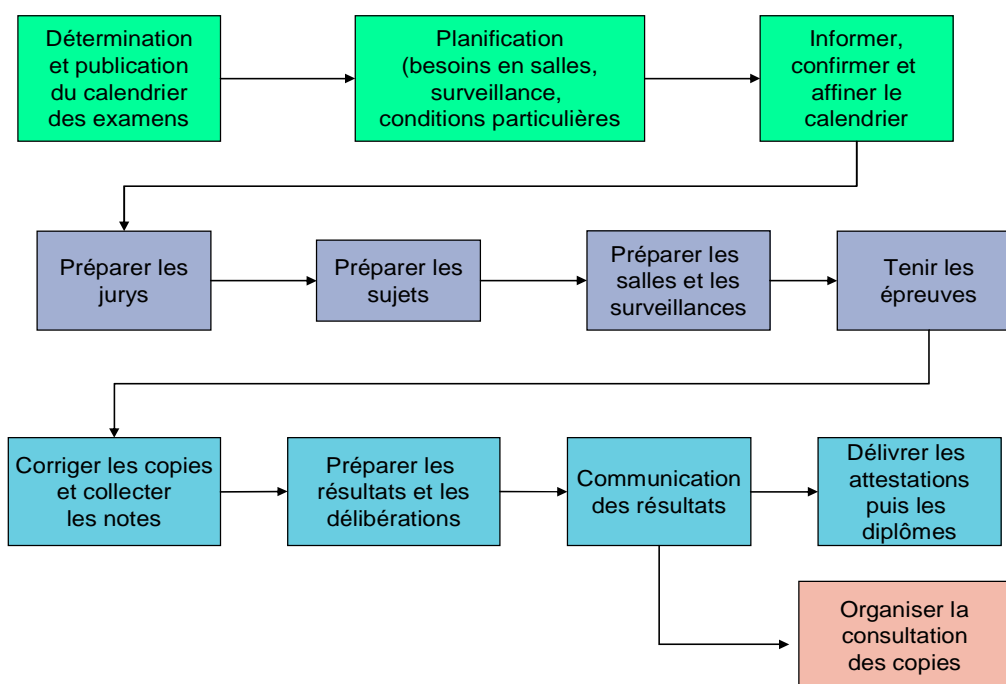 Détermination
et publication
du calendrier
des examens
Planification
(besoins en salles,
surveillance,
conditions particulières
Informer,
confirmer et
affiner le
calendrier
Préparer les
jurys
Préparer les
sujets
Préparer les
salles et les
surveillances
Tenir les
épreuves
Corriger les copies
et collecter
les notes
Préparer les
résultats et les
délibérations
Communication
des résultats
Délivrer les
attestations
puis les
diplômes
Organiser la
consultation
des copies